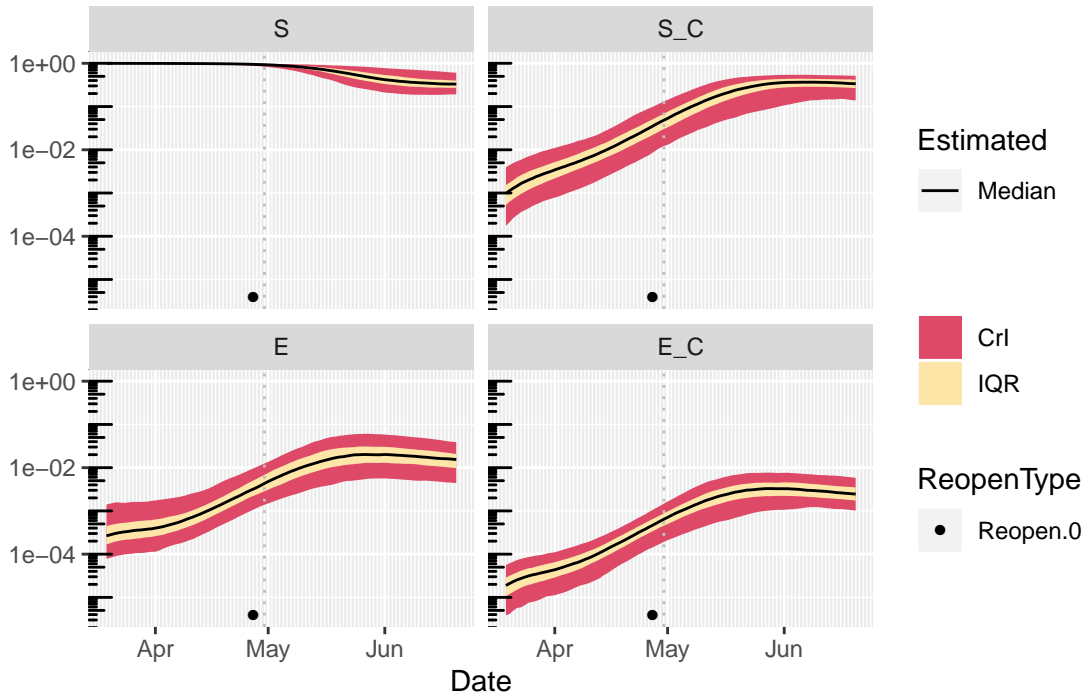 S
S_C
1e+00
1e−02
1e−04
E
E_C
1e+00
1e−02
1e−04
Apr
May
Jun
Apr
May
Jun
Date
Estimated
Median
CrI
IQR
ReopenType
Reopen.0